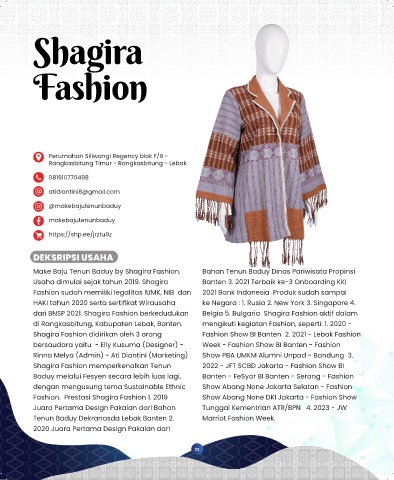 Shagira
Fashion
Perumahan Siliwangi Regency blok F/9 -
Rangkasbitung Timur - Rangkasbitung - Lebak
081910770498
atidiontini8@gmail.com
@makebajutenunbaduy
makebajutenunbaduy
https://shp.ee/jrztu9z
DEKSRIPSI USAHA
Make Baju Tenun Baduy by Shagira Fashion.
Usaha dimulai sejak tahun 2019. Shagira
Fashion sudah memiliki legalitas IUMK, NIB dan
HAKI tahun 2020 serta sertifikat Wirausaha
dari BNSP 2021. Shagira Fashion berkedudukan
di Rangkasbitung, Kabupaten Lebak, Banten.
Shagira Fashion didirikan oleh 3 orang
bersaudara yaitu - Elly Kusuma (Designer) -
Rinna Melya (Admin) - Ati Diontini (Marketing)
Shagira Fashion memperkenalkan Tenun
Baduy melalui Fesyen secara lebih luas lagi,
dengan mengusung tema Sustainable Ethnic
Fashion. Prestasi Shagira Fashion 1. 2019
Juara Pertama Design Pakaian dari Bahan
Tenun Baduy Dekranasda Lebak Banten 2.
2020 Juara Pertama Design Pakaian dari
Bahan Tenun Baduy Dinas Pariwisata Propinsi
Banten 3. 2021 Terbaik ke-3 Onboarding KKI
2021 Bank Indonesia Produk sudah sampai
ke Negara : 1. Rusia 2. New York 3. Singapore 4.
Belgia 5. Bulgaria Shagira Fashion aktif dalam
mengikuti kegiatan Fashion, seperti: 1. 2020 -
Fashion Show BI Banten 2. 2021 - Lebak Fashion
Week - Fashion Show BI Banten - Fashion
Show PBA UMKM Alumni Unpad - Bandung 3.
2022 - JFT SCBD Jakarta - Fashion Show BI
Banten - FeSyar BI Banten - Serang - Fashion
Show Abang None Jakarta Selatan - Fashion
Show Abang None DKI Jakarta - Fashion Show
Tunggal Kementrian ATR/BPN 4. 2023 - JW
Marriot Fashion Week.